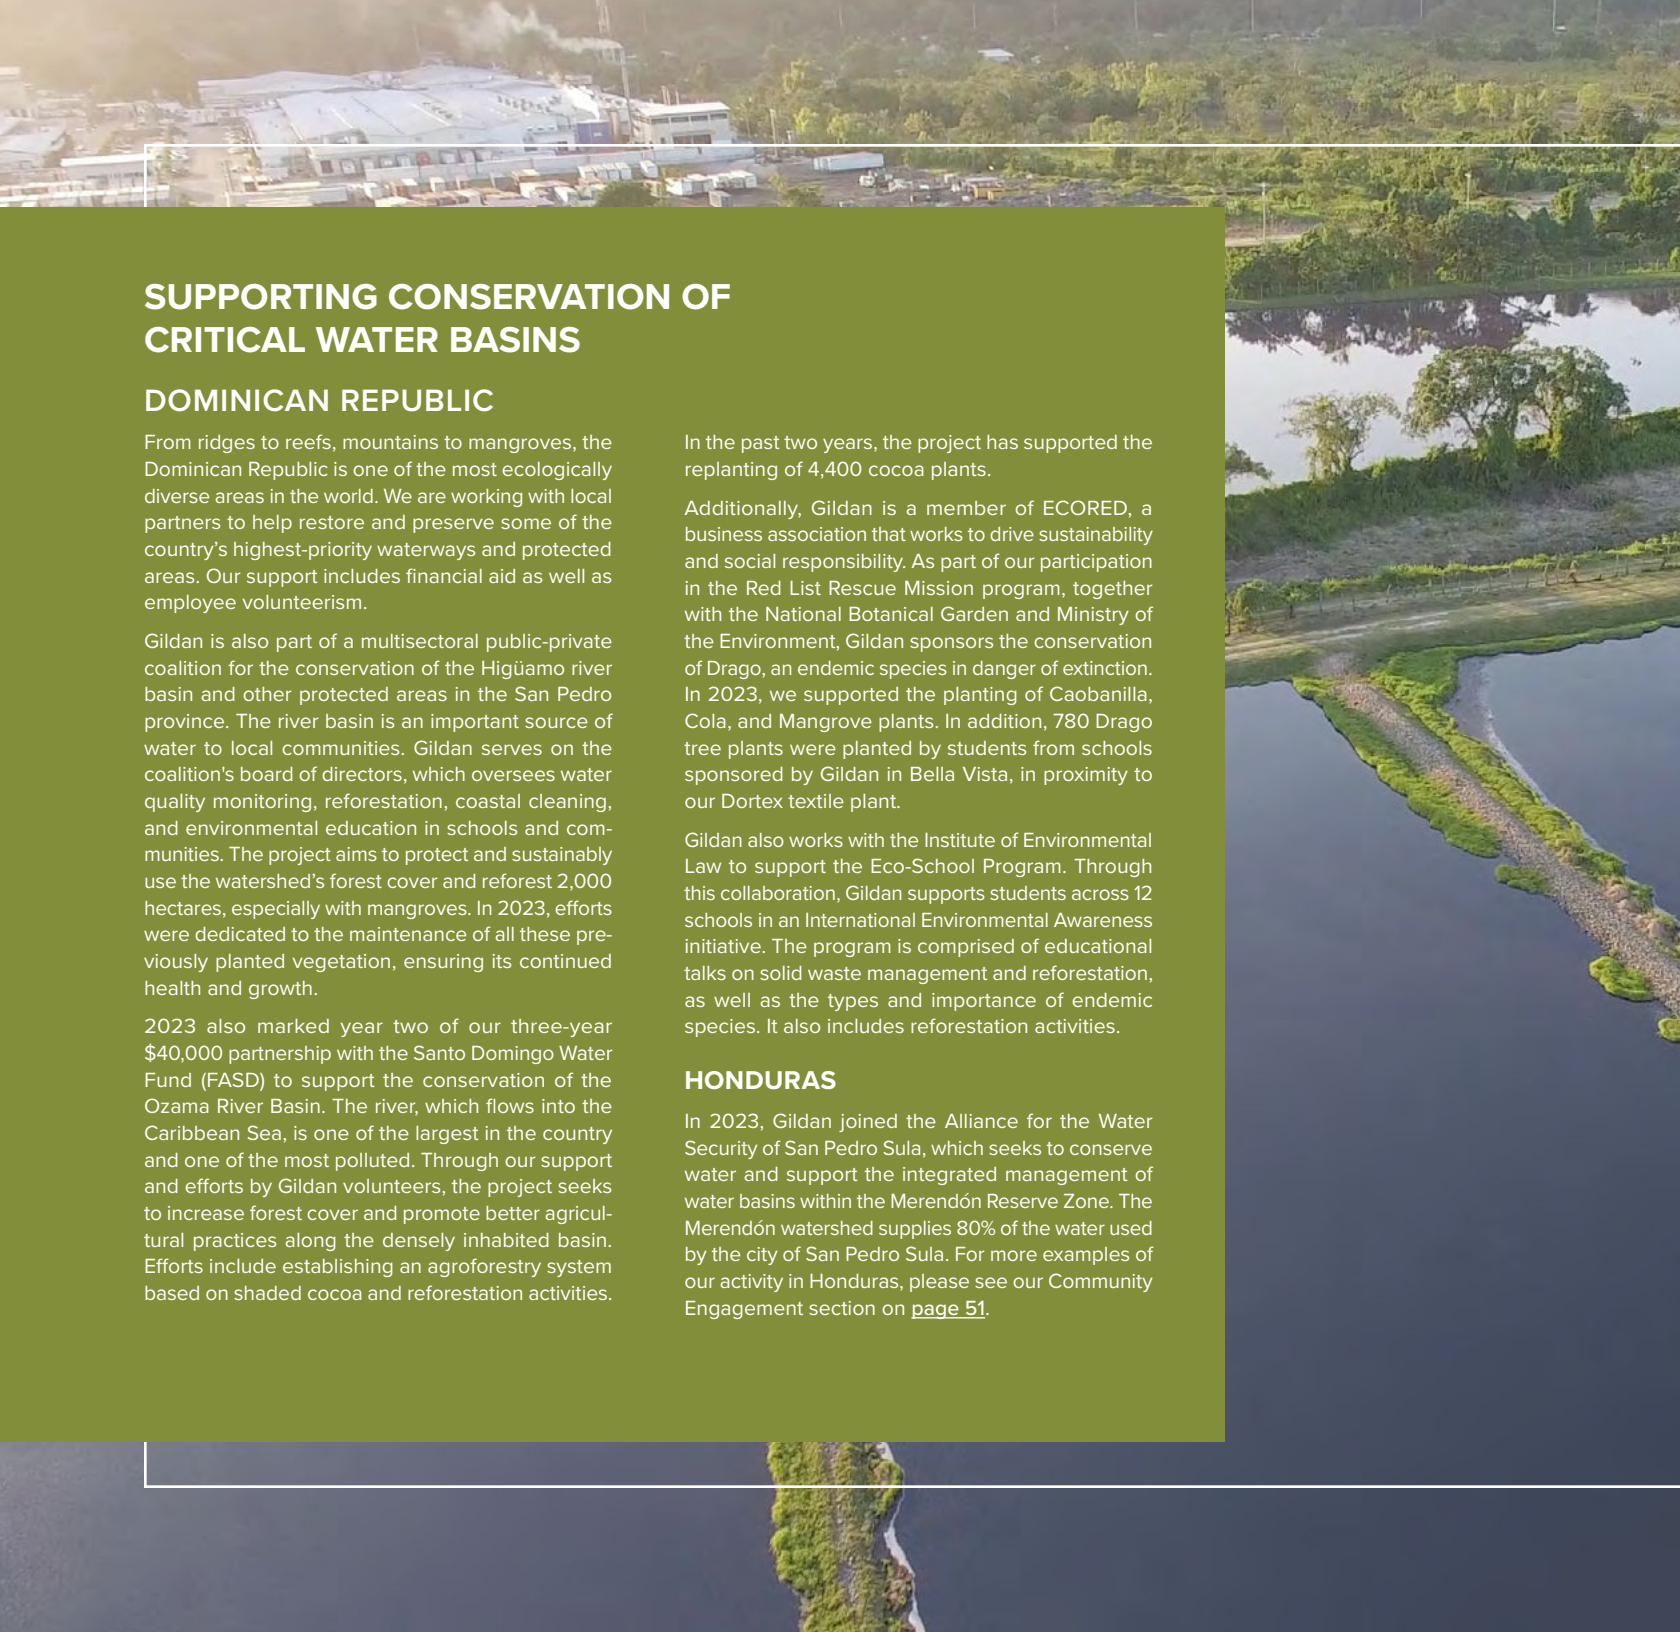 SUPPORTING CONSERVATION OF
CRITICAL WATER BASINS
DOMINICAN REPUBLIC
From ridges to reefs, mountains to mangroves, the
Dominican Republic is one of the most ecologically
diverse areas in the world. We are working with local
partners to help restore and preserve some of the
country's highest-priority waterways and protected
areas. Our support includes financial aid as well as
employee volunteerism.
Gildan is also part of a multisectoral public-private
coalition for the conservation of the Higüamo river
basin and other protected areas in the San Pedro
province. The river basin is an important source of
water to local communities. Gildan serves on the
coalition's board of directors, which oversees water
quality monitoring, reforestation, coastal cleaning,
and environmental education in schools and com-
munities. The project aims to protect and sustainably
use the watershed's forest cover and reforest 2,000
hectares, especially with mangroves. In 2023, efforts
were dedicated to the maintenance of all these pre-
viously planted vegetation, ensuring its continued
health and growth.
2023 also marked year two of our three-year
$40,000 partnership with the Santo Domingo Water
Fund (FASD) to support the conservation of the
Ozama River Basin. The river, which flows into the
Caribbean Sea, is one of the largest in the country
and one of the most polluted. Through our support
and efforts by Gildan volunteers, the project seeks
to increase forest cover and promote better agricul-
tural practices along the densely inhabited basin.
Efforts include establishing an agroforestry system
based on shaded cocoa and reforestation activities.
In the past two years, the project has supported the
replanting of 4,400 cocoa plants.
Additionally, Gildan is a member of ECORED, a
business association that works to drive sustainability
and social responsibility. As part of our participation
in the Red List Rescue Mission program, together
with the National Botanical Garden and Ministry of
the Environment, Gildan sponsors the conservation
of Drago, an endemic species in danger of extinction.
In 2023, we supported the planting of Caobanilla,
Cola, and Mangrove plants. In addition, 780 Drago
tree plants were planted by students from schools
sponsored by Gildan in Bella Vista, in proximity to
our Dortex textile plant.
Gildan also works with the Institute of Environmental
Law to support the Eco-School Program. Through
this collaboration, Gildan supports students across 12
schools in an International Environmental Awareness
initiative. The program is comprised of educational
talks on solid waste management and reforestation,
as well as the types and importance of endemic
species. It also includes reforestation activities.
HONDURAS
In 2023, Gildan joined the Alliance for the Water
Security of San Pedro Sula, which seeks to conserve
water and support the integrated management of
water basins within the Merendón Reserve Zone. The
Merendón watershed supplies 80% of the water used
by the city of San Pedro Sula. For more examples of
our activity in Honduras, please see our Community
Engagement section on page 51.